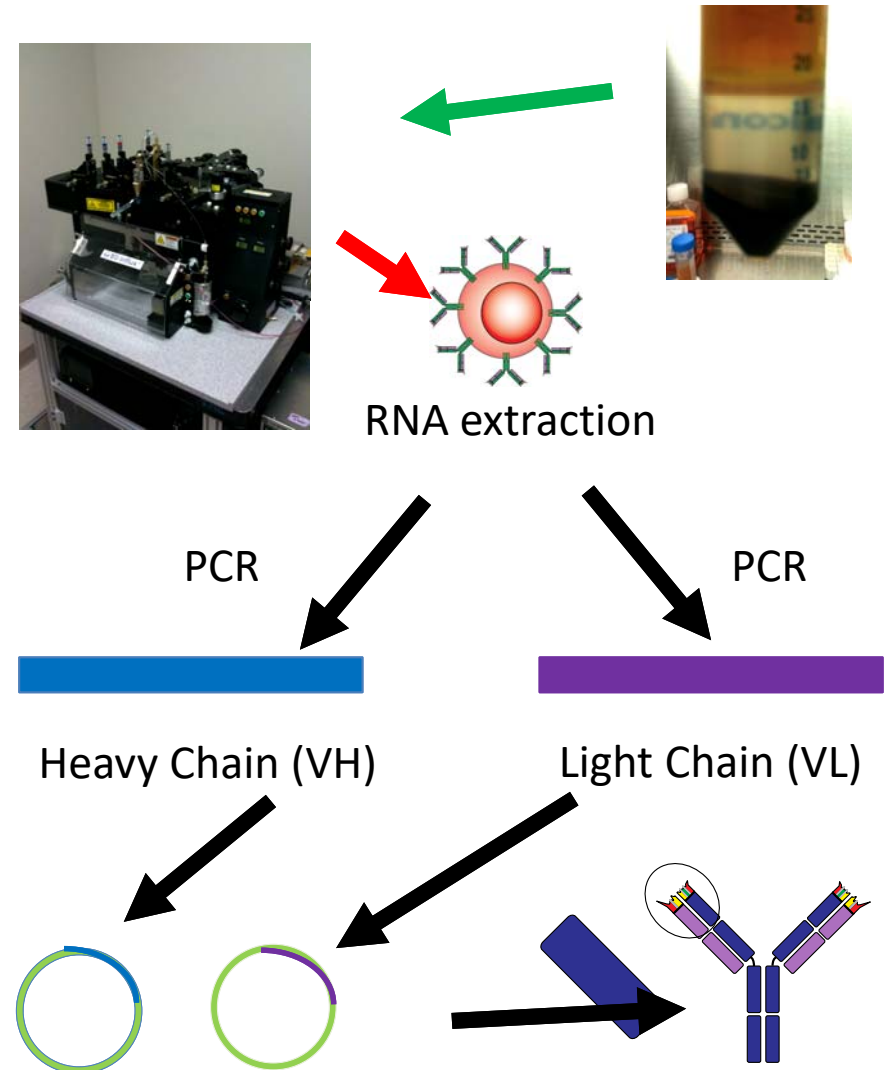 RNA extraction
PCR
PCR
Heavy Chain (VH)
Light Chain (VL)